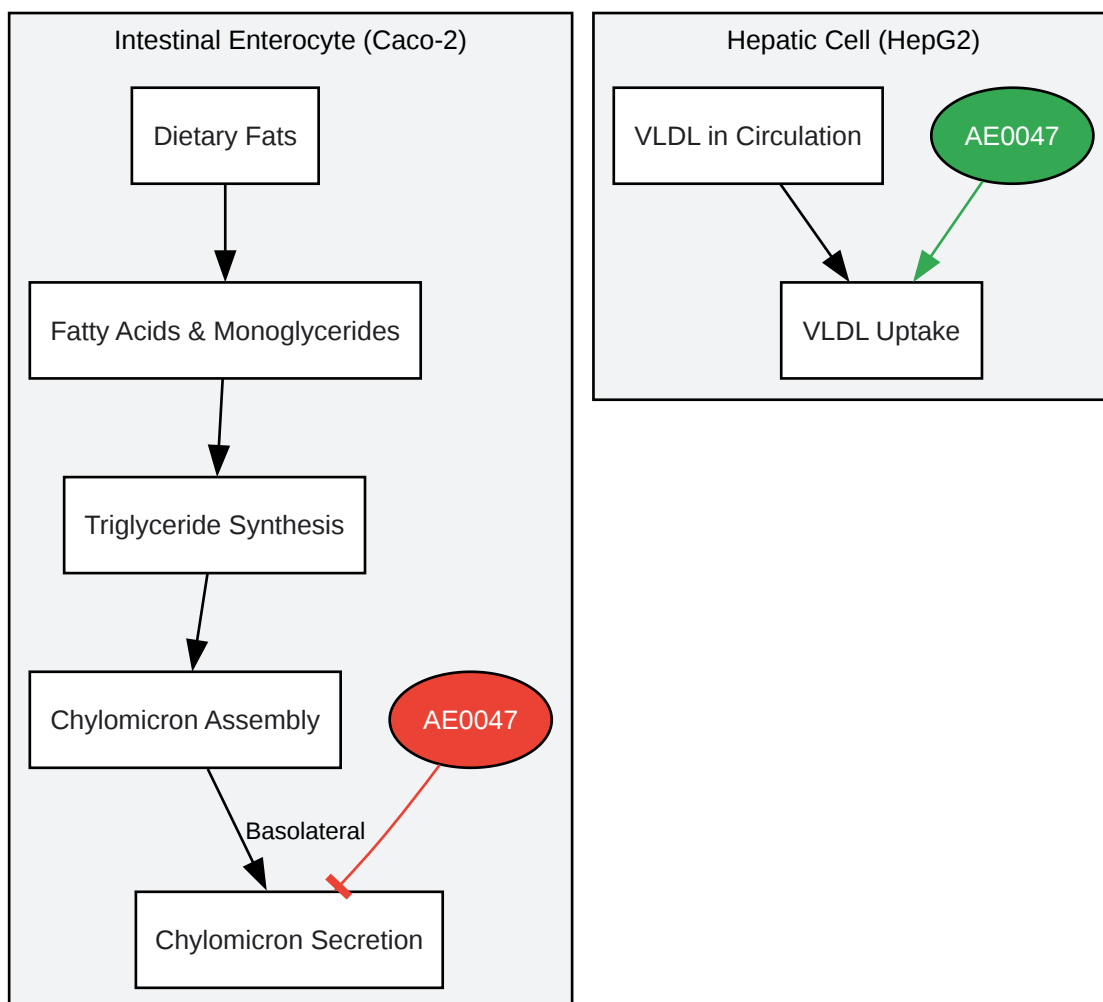 Intestinal Enterocyte (Caco-2)
Dietary Fats
Fatty Acids & Monoglycerides
Triglyceride Synthesis
Chylomicron Assembly
AE0047
Basolateral
Chylomicron Secretion
Hepatic Cell (HepG2)
VLDL in Circulation
AE0047
VLDL Uptake